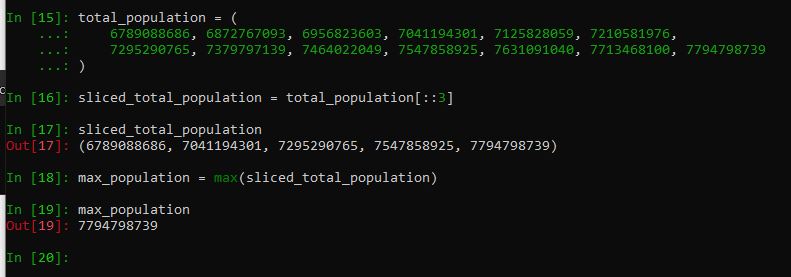 In [15]: total_population = (
    ...:     6789088686, 6872767093, 6956823603, 7041194301, 7125828059, 7210581976,
    ...:     7295290765, 7379797139, 7464022049, 7547858925, 7631091040, 7713468100, 7794798739
    ...: )
In [16]: sliced_total_population = total_population[::3]
In [17]: sliced_total_population
Out[17]: (6789088686, 7041194301, 7295290765, 7547858925, 7794798739)
In [18]: max_population = max(sliced_total_population)
In [19]: max_population
Out[19]: 7794798739
In [20]: